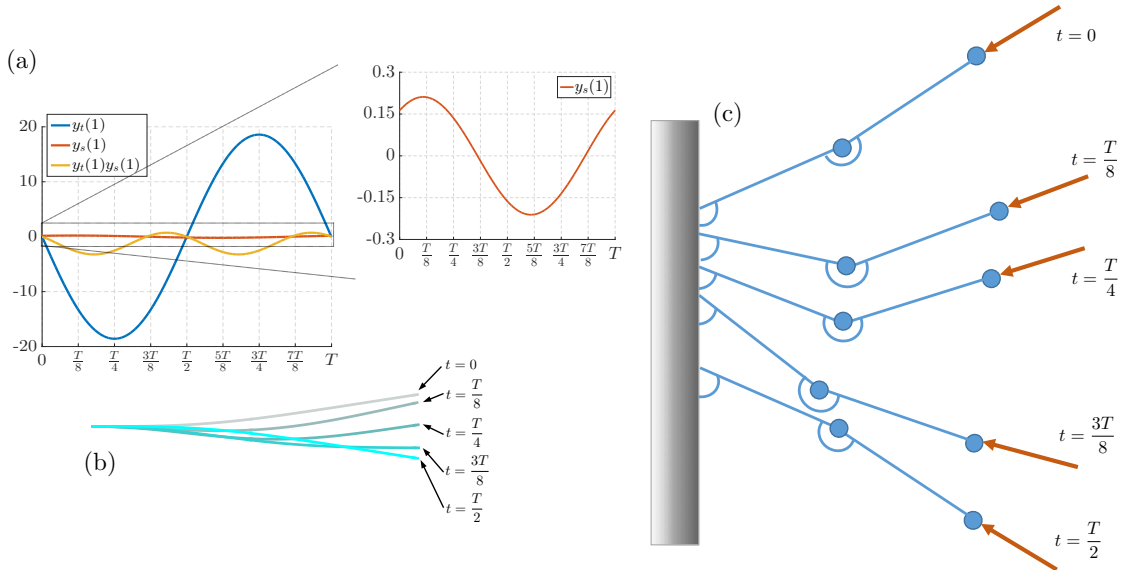 (a)
20
10
0
-10
-20
y_t(1)
y_s(1)
y_t(1)y_s(1)
0 T/8 T/4 3T/8 T/2 5T/8 3T/4 7T/8 T
0.3
0.15
0
-0.15
-0.3
y_s(1)
0 T/8 T/4 3T/8 T/2 5T/8 3T/4 7T/8 T
(b)
t = 0
t = T/8
t = T/4
t = 3T/8
t = T/2
(c)
t = 0
t = T/8
t = T/4
t = 3T/8
t = T/2